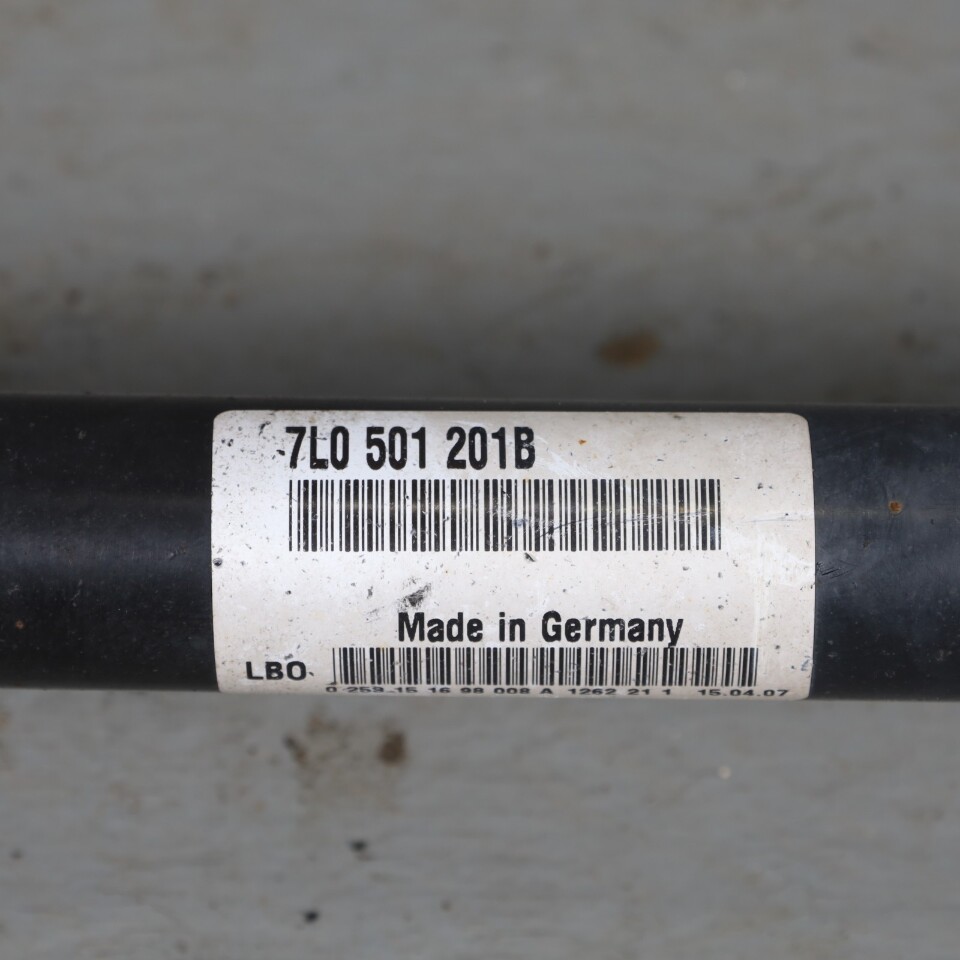 7L0 501 201B
Made in Germany
LBO
0 259 15 16 98 008 A 1262 21 1 15.04.07